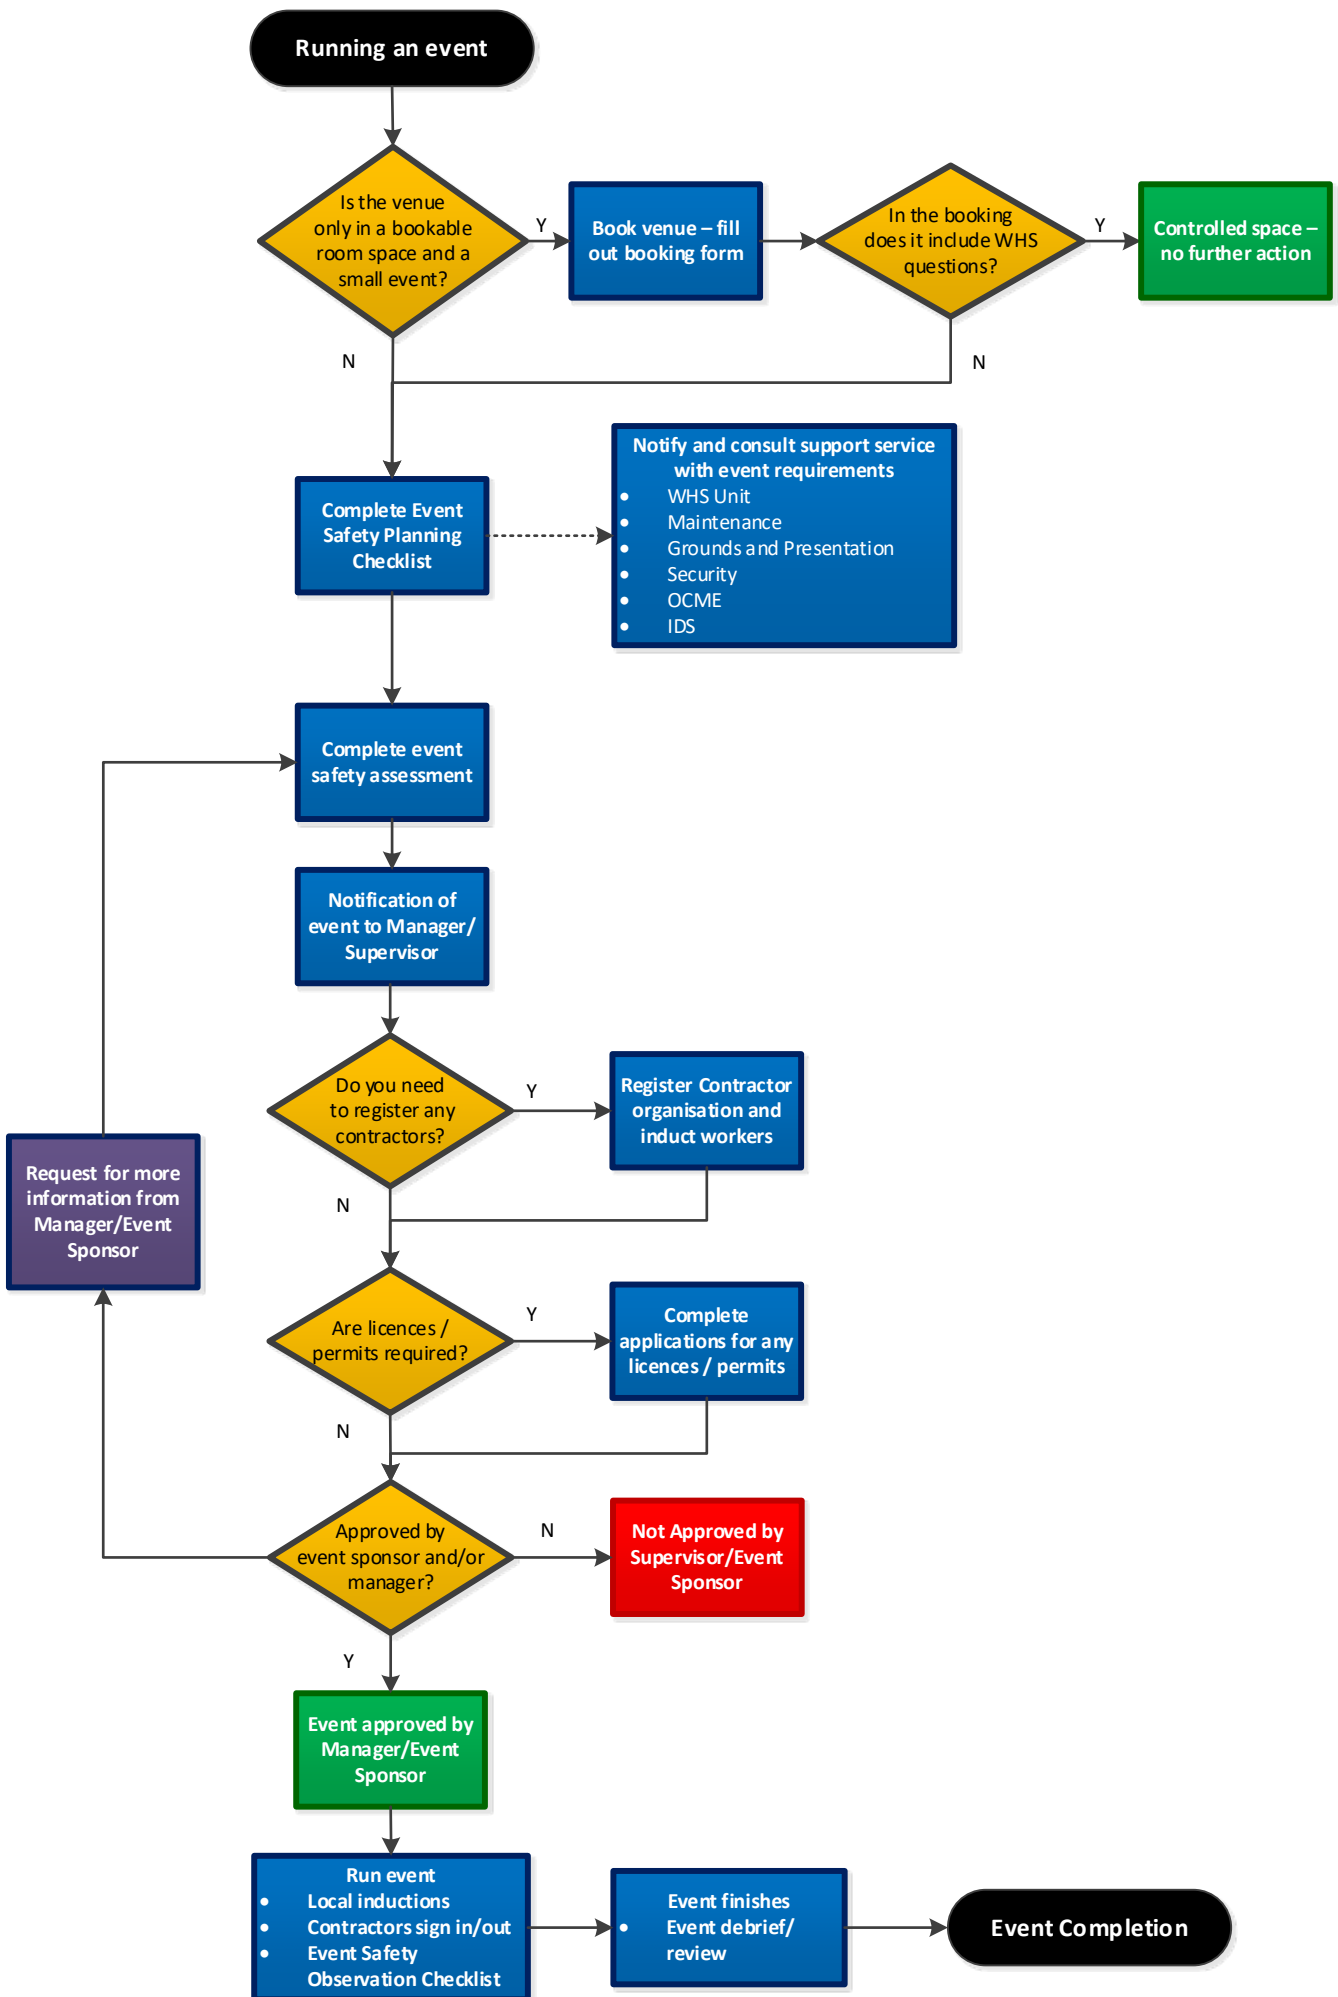 Running an event
Is the venue
only in a bookable
room space and a
small event?
Y
Book venue – fill
out booking form
In the booking
does it include WHS
questions?
Y
Controlled space –
no further action
N
N
Notify and consult support service
with event requirements
• WHS Unit
• Maintenance
• Grounds and Presentation
• Security
• OCME
• IDS
Complete Event
Safety Planning
Checklist
Complete event
safety assessment
Notification of
event to Manager/
Supervisor
Do you need
to register any
contractors?
Y
Register Contractor
organisation and
induct workers
N
Request for more
information from
Manager/Event
Sponsor
Are licences /
permits required?
Y
Complete
applications for any
licences / permits
N
Approved by
event sponsor and/or
manager?
N
Not Approved by
Supervisor/Event
Sponsor
Y
Event approved by
Manager/Event
Sponsor
Run event
• Local inductions
• Contractors sign in/out
• Event Safety
Observation Checklist
Event finishes
• Event debrief/
review
Event Completion